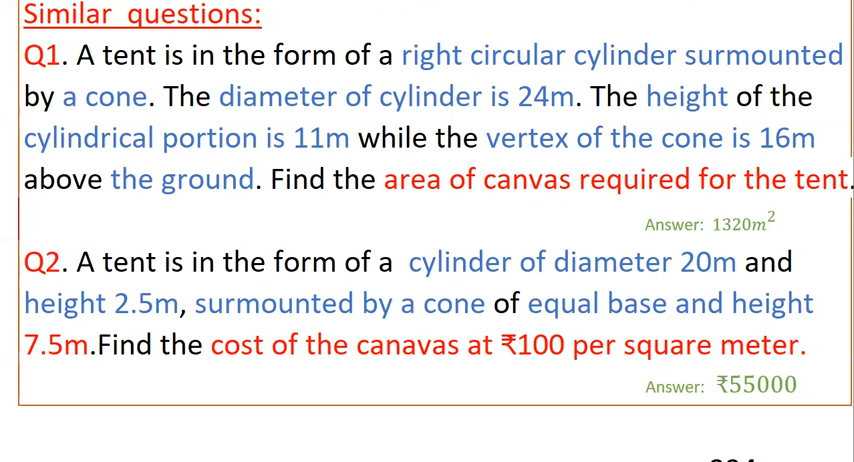 Similar questions:
Q1. A tent is in the form of a right circular cylinder surmounted
by a cone. The diameter of cylinder is 24m. The height of the
cylindrical portion is 11m while the vertex of the cone is 16m
above the ground. Find the area of canvas required for the tent.
Answer: 1320m²
Q2. A tent is in the form of a cylinder of diameter 20m and
height 2.5m, surmounted by a cone of equal base and height
7.5m.Find the cost of the canavas at ₹100 per square meter.
Answer: ₹55000